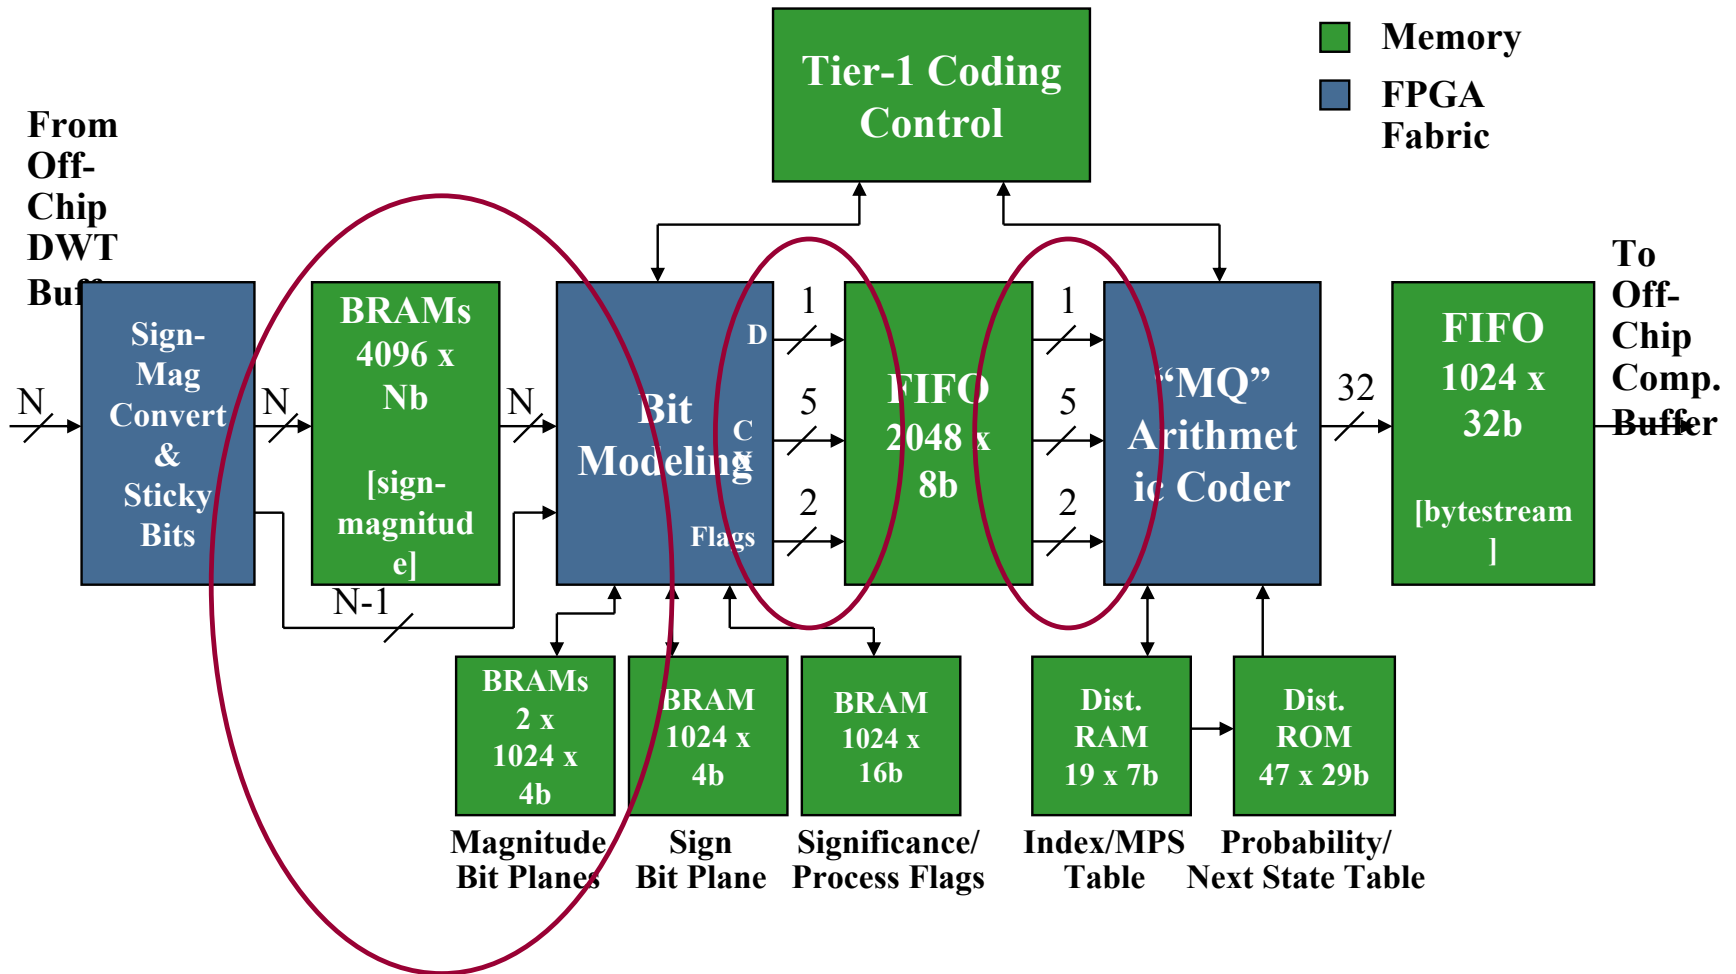 Tier-1 Coding
Control
Memory
FPGA
Fabric
From
Off-
Chip
DWT
Buff
N
Sign-
Mag
Convert
&
Sticky
Bits
N
N-1
BRAMs
4096 x
Nb
[sign-
magnitud
e]
N
Bit
Modeling
D
C
x
Flags
1
5
2
FIFO
2048 x
8b
1
5
2
“MQ”
Arithmet
ic Coder
32
FIFO
1024 x
32b
[bytestream
]
To
Off-
Chip
Comp.
Buffer
BRAMs
2 x
1024 x
4b
Magnitude
Bit Planes
BRAM
1024 x
4b
Sign
Bit Plane
BRAM
1024 x
16b
Significance/
Process Flags
Dist.
RAM
19 x 7b
Index/MPS
Table
Dist.
ROM
47 x 29b
Probability/
Next State Table